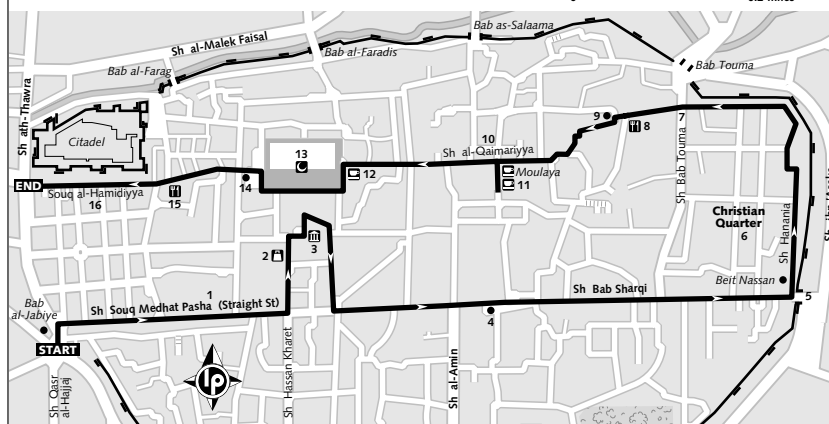 Sh al-Malek Faisal
Bab as-Salaama
Bab al-Faradis
Bab al-Farag
Bab Touma
Sh ath-Thawra
Citadel
13
10
Sh al-Qaimariyya
9
8
7
Sh Bab Touma
END
Souq al-Hamidiyya
16
15
14
12
Moulaya
11
Christian
Quarter
6
Sh Hanania
2
3
Beit Nassan
5
Bab
al-Jabiye
1
Sh Souq Medhat Pasha (Straight St)
Sh Bab Sharqi
4
START
lp
Sh Qasr
al-Hajjaj
Sh Hassan Kharet
Sh al-Amin